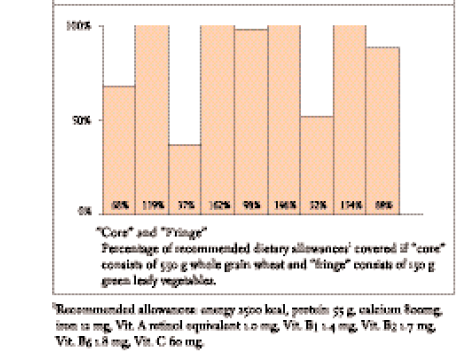 100%
50%
0%
68% 119% 37% 162% 98% 146% 52% 154% 88%
"Core" and "Fringe"
Percentage of recommended dietary allowances¹ covered if "core"
consists of 550 g whole grain wheat and "fringe" consists of 150 g
green leafy vegetables.
¹Recommended allowances: energy 2500 kcal, protein 55 g, calcium 800mg,
iron 12 mg, Vit. A retinol equivalent 1.0 mg, Vit. B1 1.4 mg, Vit. B2 1.7 mg,
Vit. B6 1.8 mg, Vit. C 60 mg.